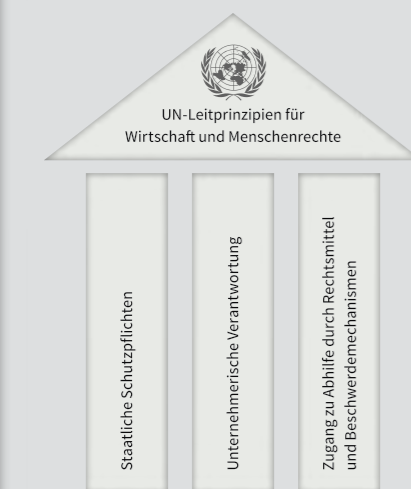 UN-Leitprinzipien für
Wirtschaft und Menschenrechte
Staatliche Schutzpflichten
Unternehmerische Verantwortung
Zugang zu Abhilfe durch Rechtsmittel
und Beschwerdemechanismen